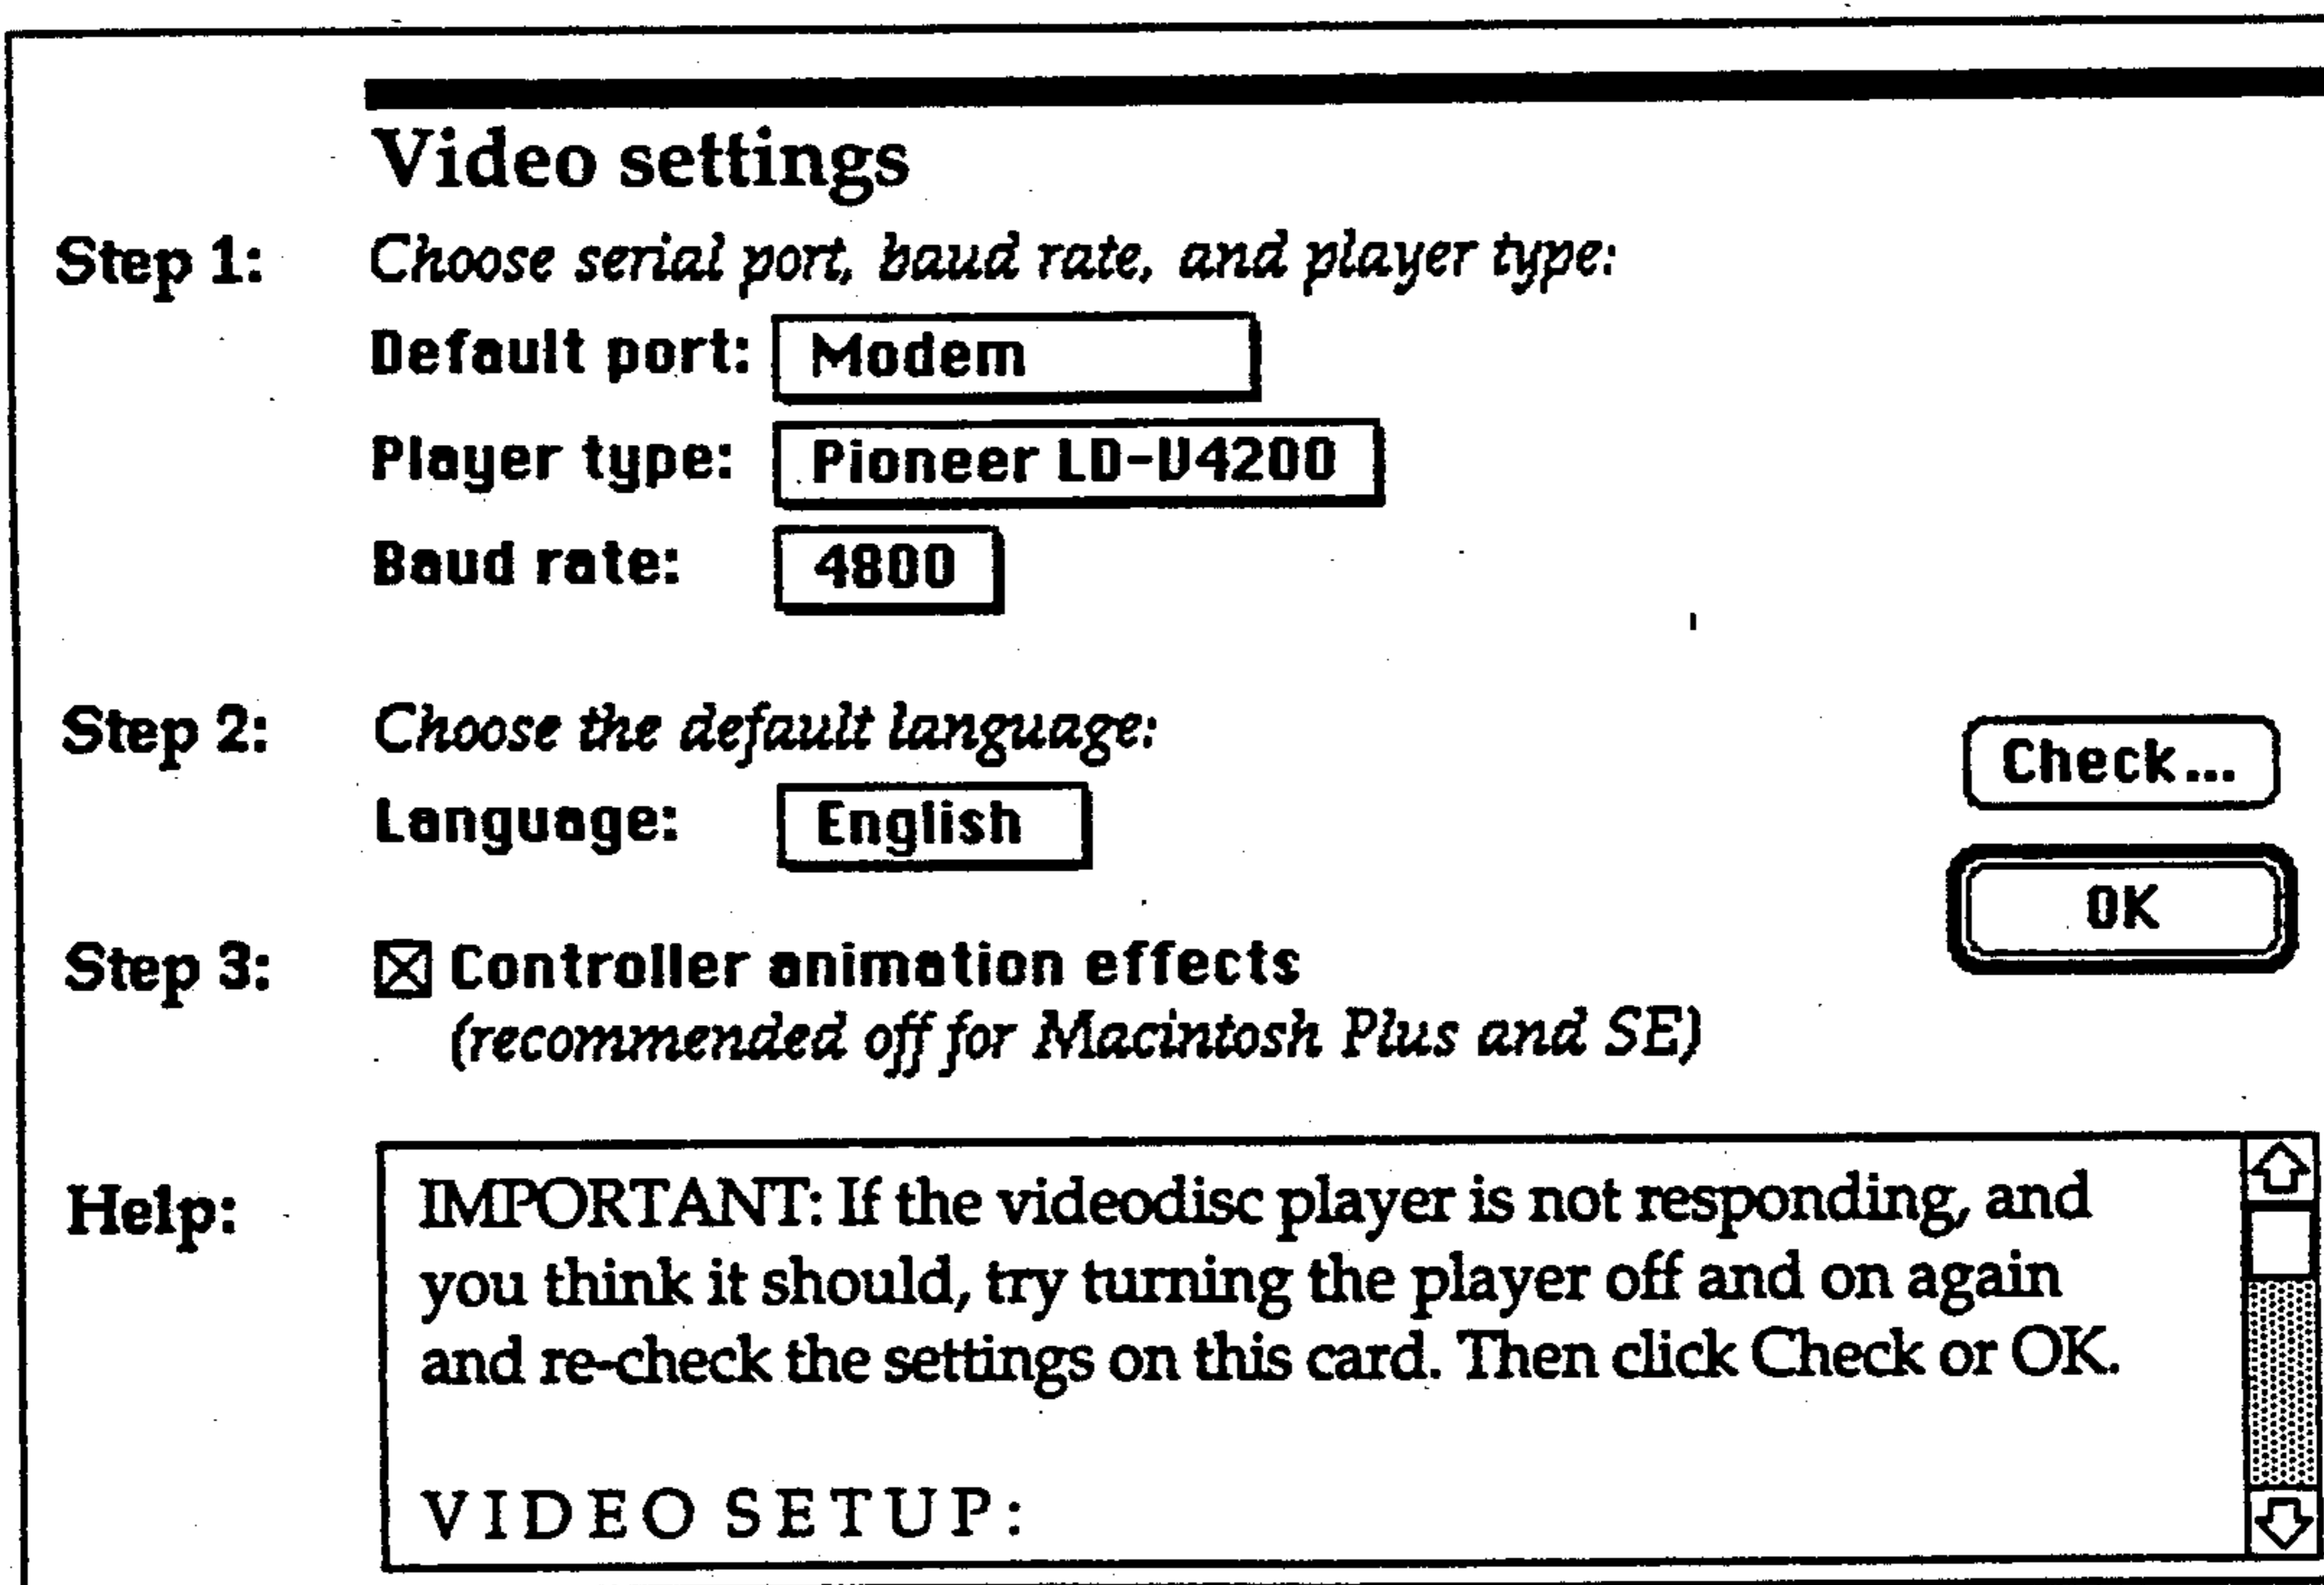 Video settings
Step 1: Choose serial port, baud rate, and player type:
Default port: Modem
Player type: Pioneer LD-V4200
Baud rate: 4800
Step 2: Choose the default language:
Check...
Language: English
OK
Step 3: Controller animation effects
(recommended off for Macintosh Plus and SE)
Help: IMPORTANT: If the videodisc player is not responding, and
you think it should, try turning the player off and on again
and re-check the settings on this card. Then click Check or OK.
VIDEO SETUP: